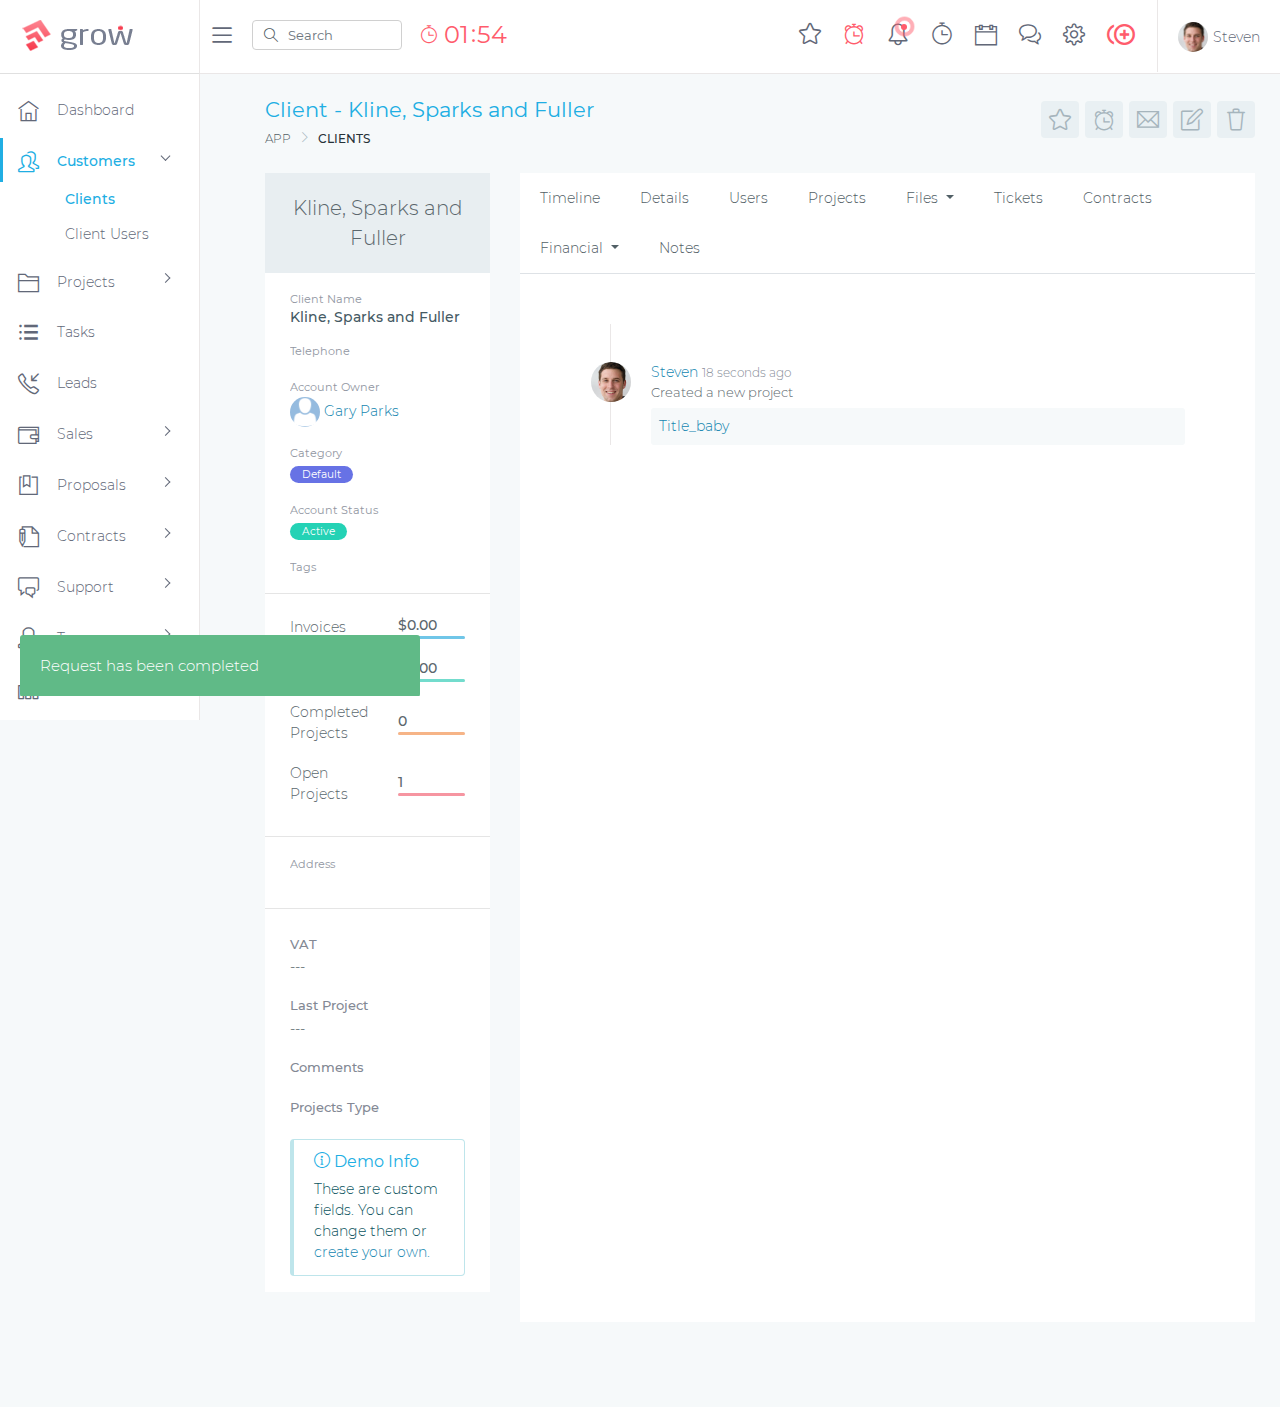 grow
Search
01:54
Steven
Dashboard
Customers
Clients
Client Users
Projects
Tasks
Leads
Sales
Proposals
Contracts
Support
Client - Kline, Sparks and Fuller
APP
CLIENTS
Kline, Sparks and
Fuller
Client Name
Kline, Sparks and Fuller
Telephone
Account Owner
Gary Parks
Category
Default
Account Status
Active
Tags
Invoices
$0.00
Request has been completed
Completed
Projects
0
Open
Projects
1
Address
VAT
---
Last Project
---
Comments
Projects Type
Demo Info
These are custom
fields. You can
change them or
create your own.
Timeline
Details
Users
Projects
Files
Tickets
Contracts
Financial
Notes
Steven 18 seconds ago
Created a new project
Title_baby